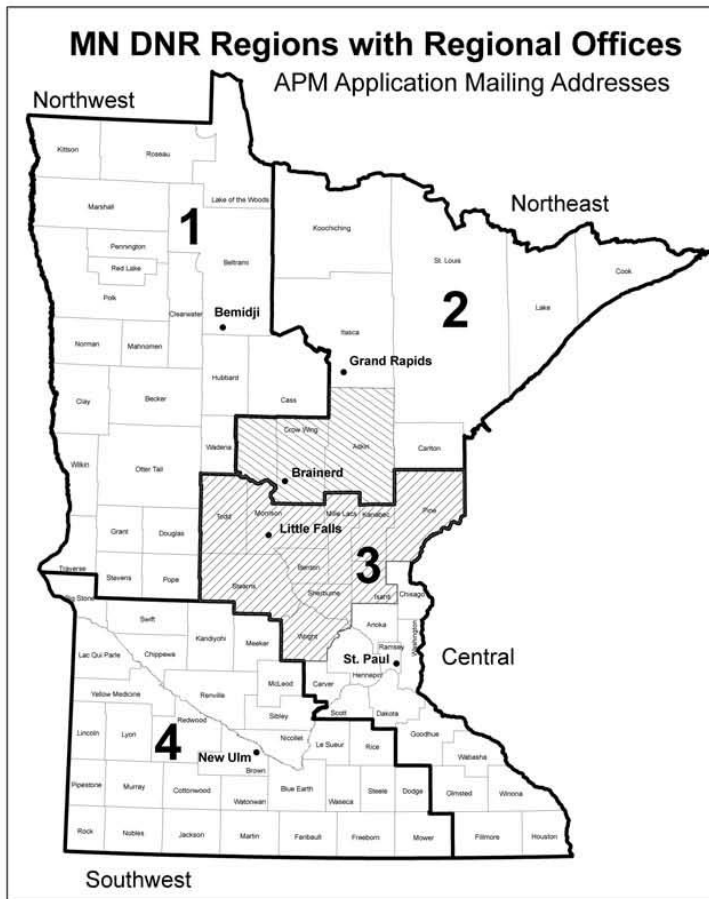 MN DNR Regions with Regional Offices
APM Application Mailing Addresses
Northwest
Kittson
Roseau
Lake of the Woods
Northeast
Marshall
1
Koochiching
Pennington
Beltrami
St. Louis
Cook
Red Lake
Polk
Clearwater
Bemidji
Itasca
2
Lake
Norman
Mahnomen
Grand Rapids
Hubbard
Clay
Becker
Cass
Crow Wing
Aitkin
Wadena
Carlton
Wilkin
Otter Tail
Brainerd
Todd
Morrison
Mille Lacs
Kanabec
Pine
Grant
Douglas
Little Falls
3
Traverse
Stevens
Pope
Stearns
Benton
Big Stone
Sherburne
Isanti
Chisago
Swift
Kandiyohi
Meeker
Wright
Anoka
Washington
Lac Qui Parle
Chippewa
Ramsey
St. Paul
Central
Hennepin
Yellow Medicine
Renville
McLeod
Carver
Sibley
Scott
Dakota
Lincoln
Lyon
Redwood
4
Nicollet
Goodhue
New Ulm
Le Sueur
Rice
Wabasha
Brown
Pipestone
Murray
Cottonwood
Watonwan
Blue Earth
Waseca
Steele
Dodge
Olmsted
Winona
Rock
Nobles
Jackson
Martin
Faribault
Freeborn
Mower
Fillmore
Houston
Southwest